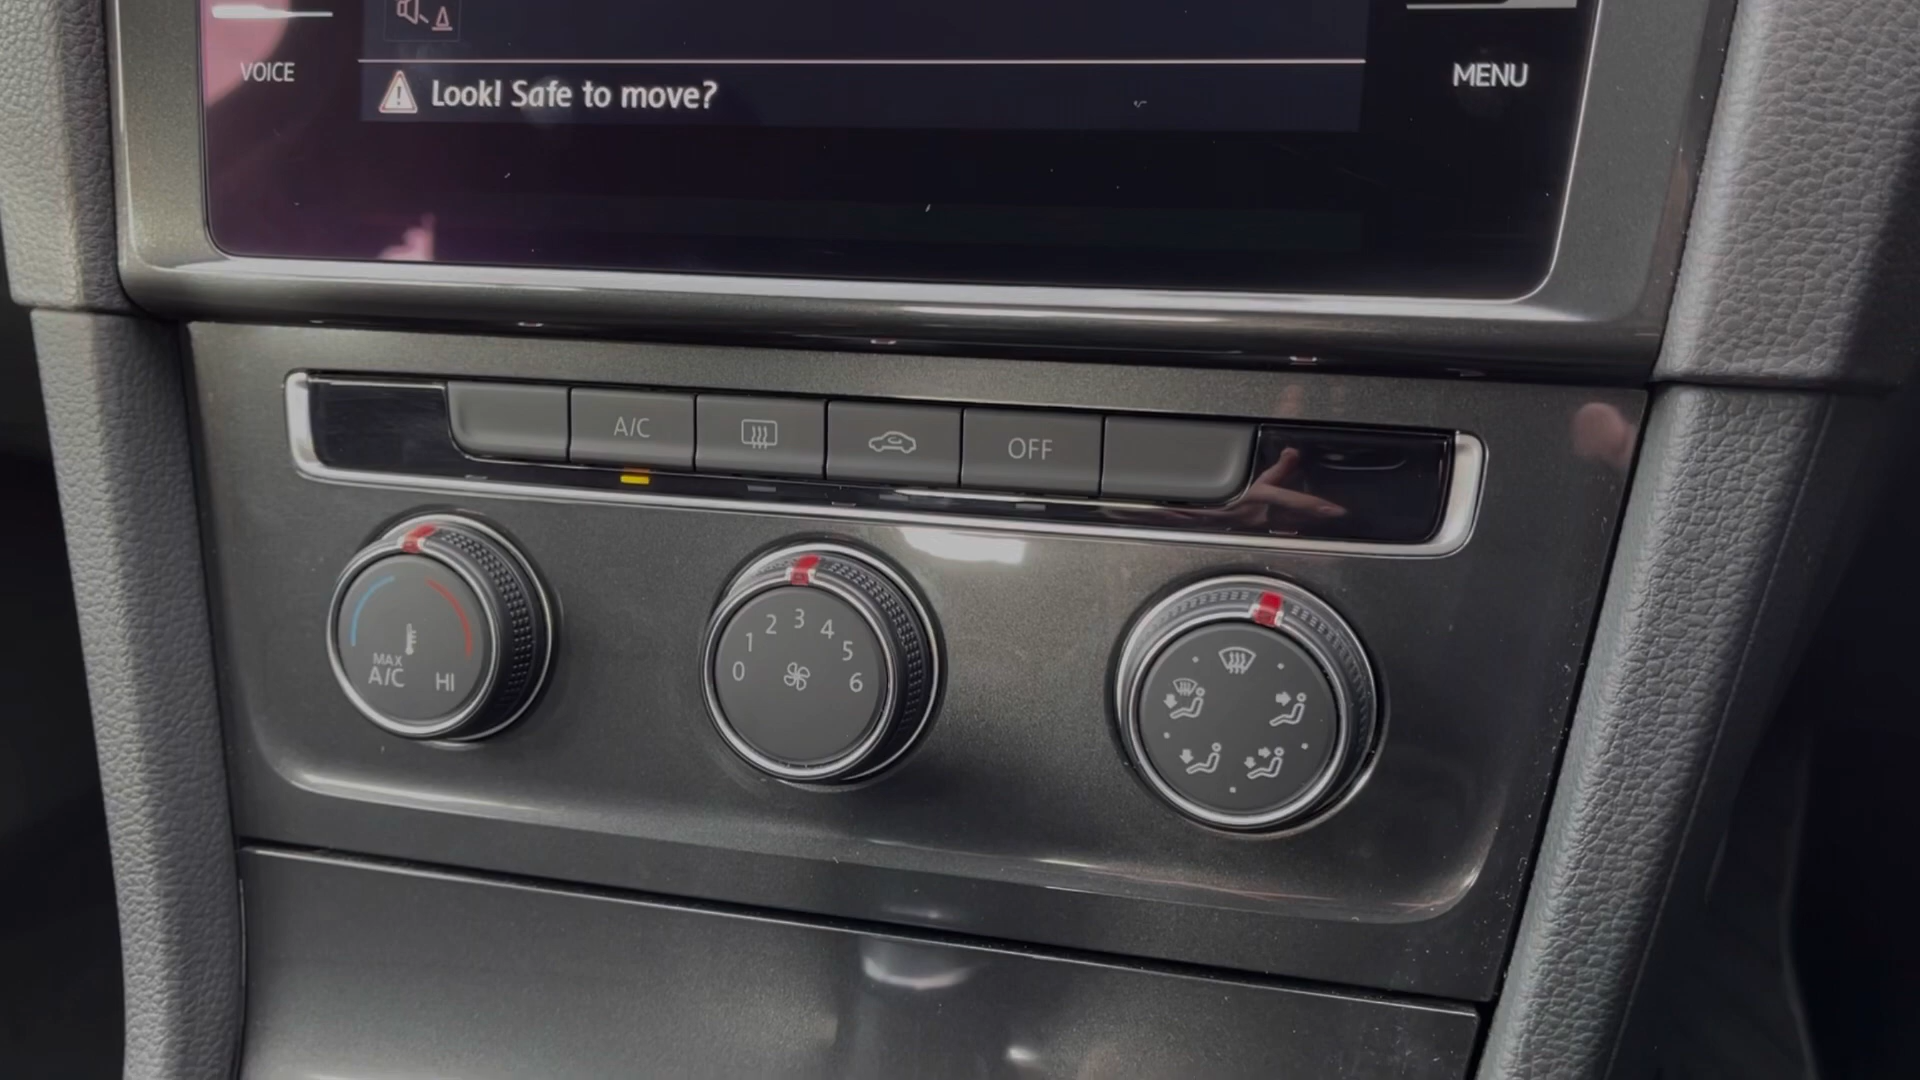 VOICE
MENU
Look! Safe to move?
A/C
OFF
MAX
A/C HI
0 1 2 3 4 5 6